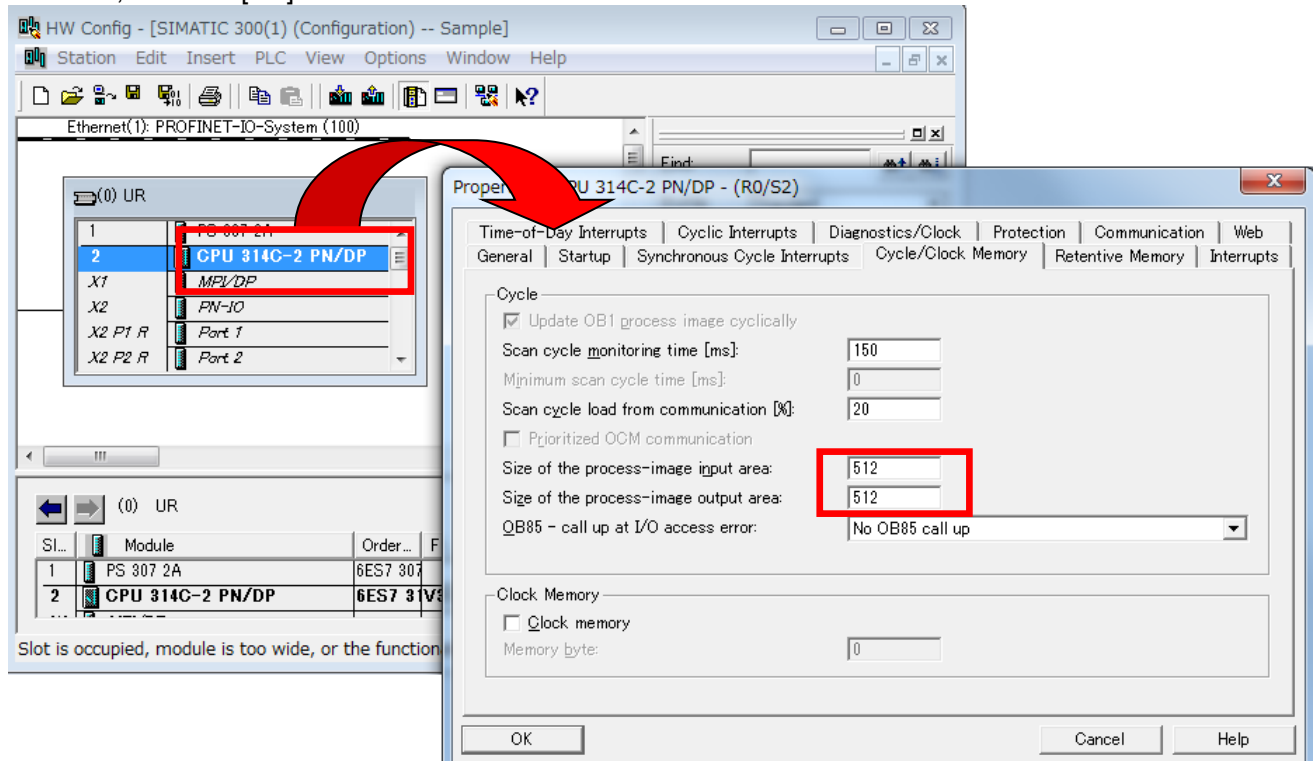 HW Config - [SIMATIC 300(1) (Configuration) -- Sample]
Station Edit Insert PLC View Options Window Help
Ethernet(1): PROFINET-IO-System (100)
Find:
(0) UR
1
2 CPU 314C-2 PN/DP
X1 MPI/DP
X2 PN-IO
X2 P1 R Port 1
X2 P2 R Port 2
(0) UR
Sl... Module Order... F
1 PS 307 2A 6ES7 307
2 CPU 314C-2 PN/DP 6ES7 31 V3
Slot is occupied, module is too wide, or the function
CPU 314C-2 PN/DP - (R0/S2)
Time-of-Day Interrupts Cyclic Interrupts Diagnostics/Clock Protection Communication Web
General Startup Synchronous Cycle Interrupts Cycle/Clock Memory Retentive Memory Interrupts
Cycle
Update OB1 process image cyclically
Scan cycle monitoring time [ms]: 150
Minimum scan cycle time [ms]: 0
Scan cycle load from communication [%]: 20
Prioritized OCM communication
Size of the process-image input area: 512
Size of the process-image output area: 512
OB85 - call up at I/O access error: No OB85 call up
Clock Memory
Clock memory
Memory byte: 0
OK Cancel Help